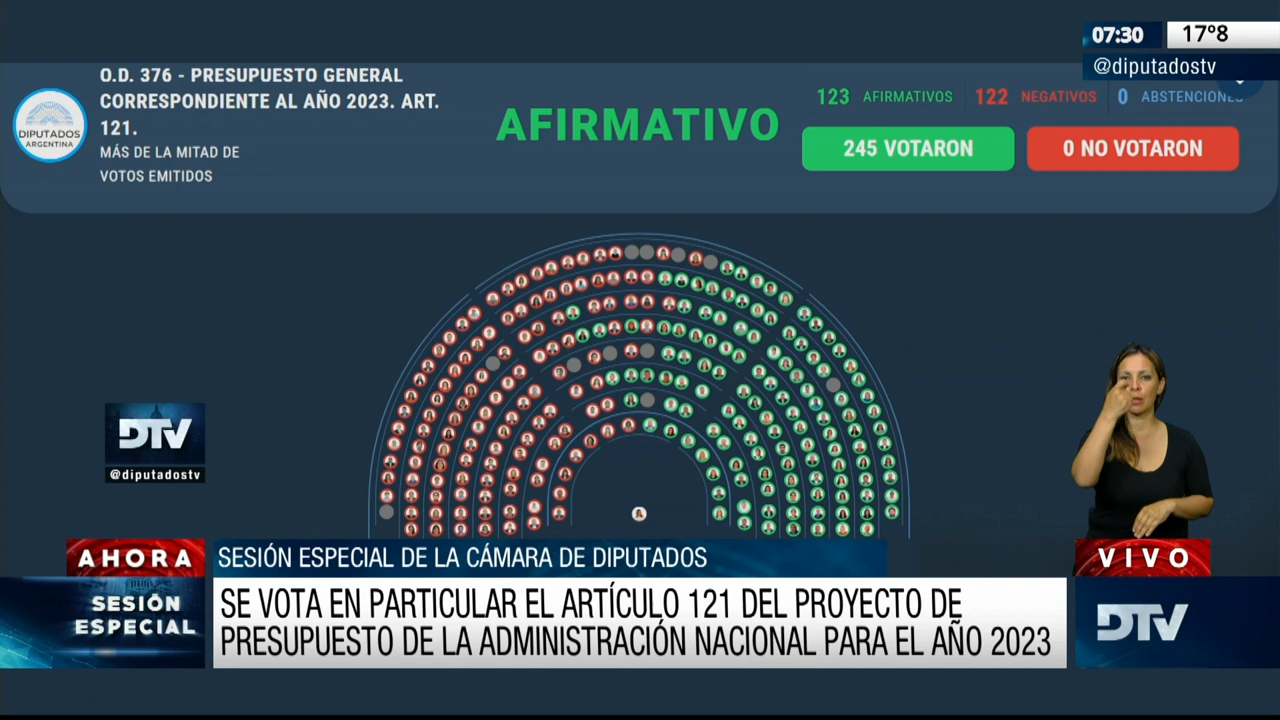 07:30
17°8
@diputadostv
DIPUTADOS
ARGENTINA
O.D. 376 - PRESUPUESTO GENERAL
CORRESPONDIENTE AL AÑO 2023. ART.
121.
MÁS DE LA MITAD DE
VOTOS EMITIDOS
AFIRMATIVO
123 AFIRMATIVOS
122 NEGATIVOS
0 ABSTENCIONES
245 VOTARON
0 NO VOTARON
DTV
@diputadostv
AHORA
SESIÓN ESPECIAL DE LA CÁMARA DE DIPUTADOS
VIVO
SESIÓN
ESPECIAL
SE VOTA EN PARTICULAR EL ARTÍCULO 121 DEL PROYECTO DE
PRESUPUESTO DE LA ADMINISTRACIÓN NACIONAL PARA EL AÑO 2023
DTV